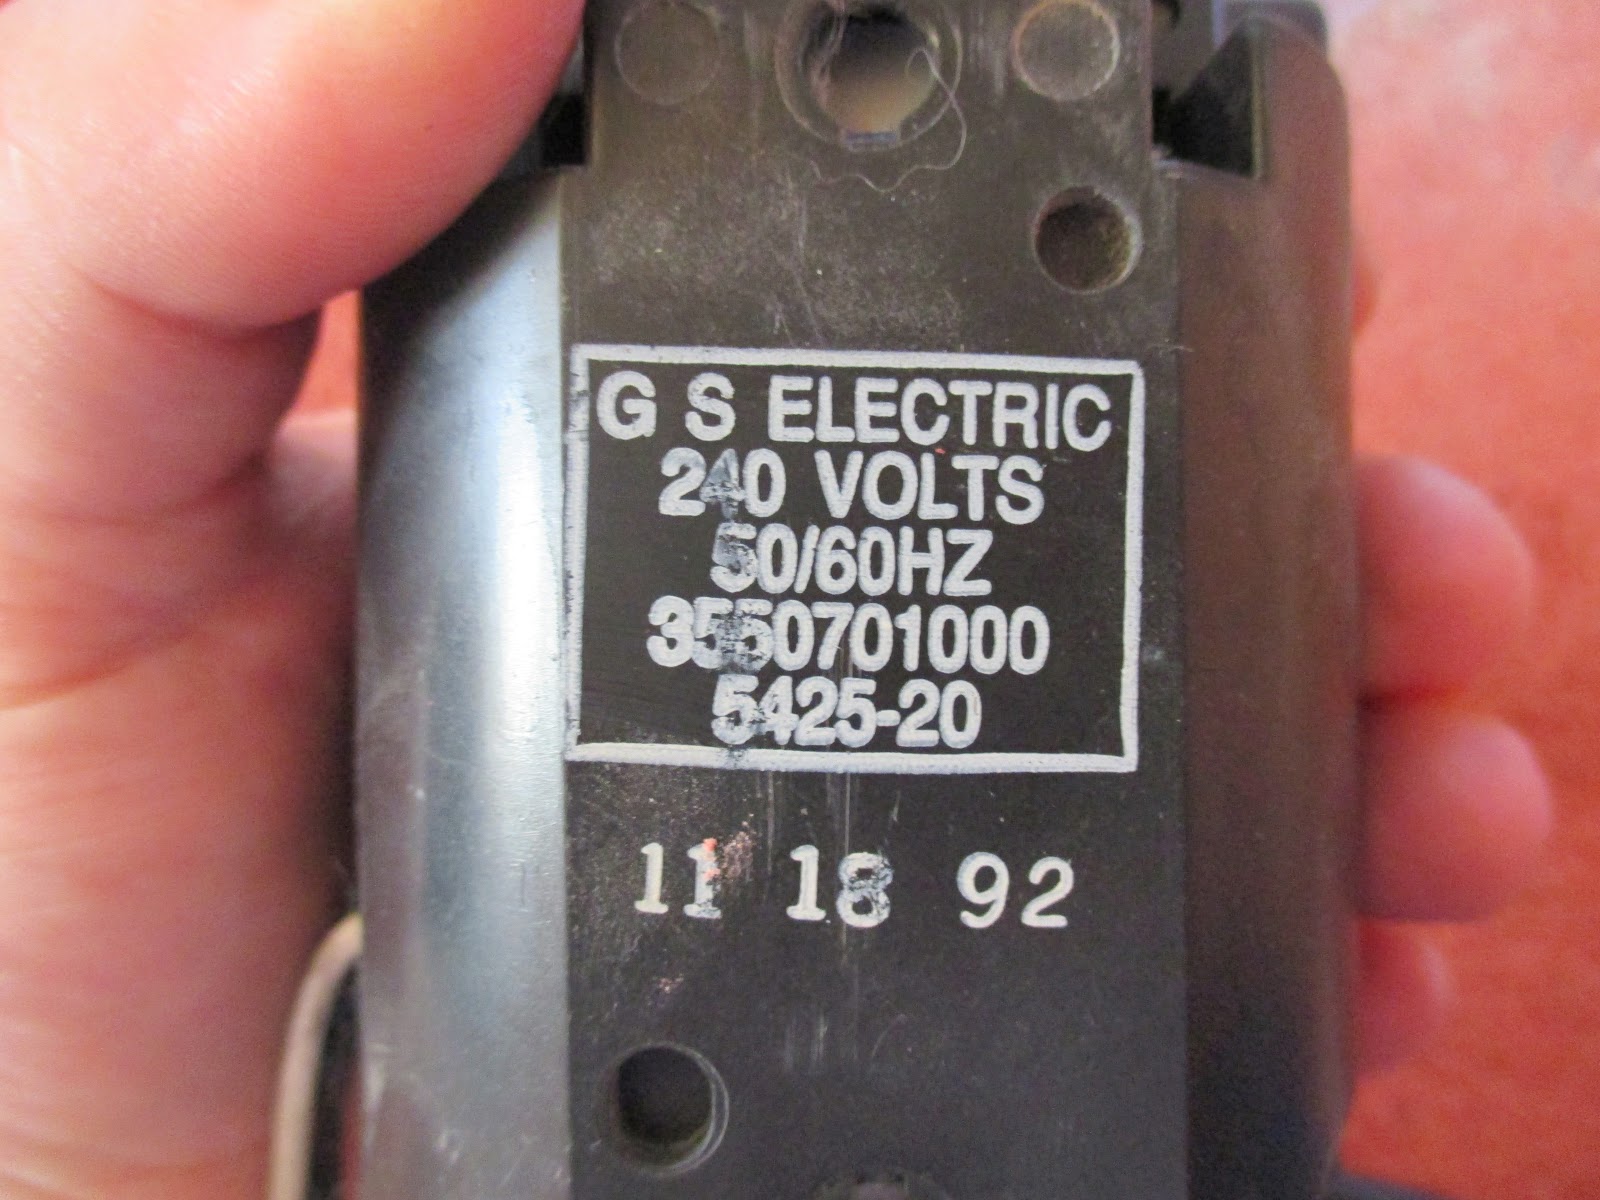 G S ELECTRIC
240 VOLTS
50/60HZ
3550701000
5425-20
11 18 92